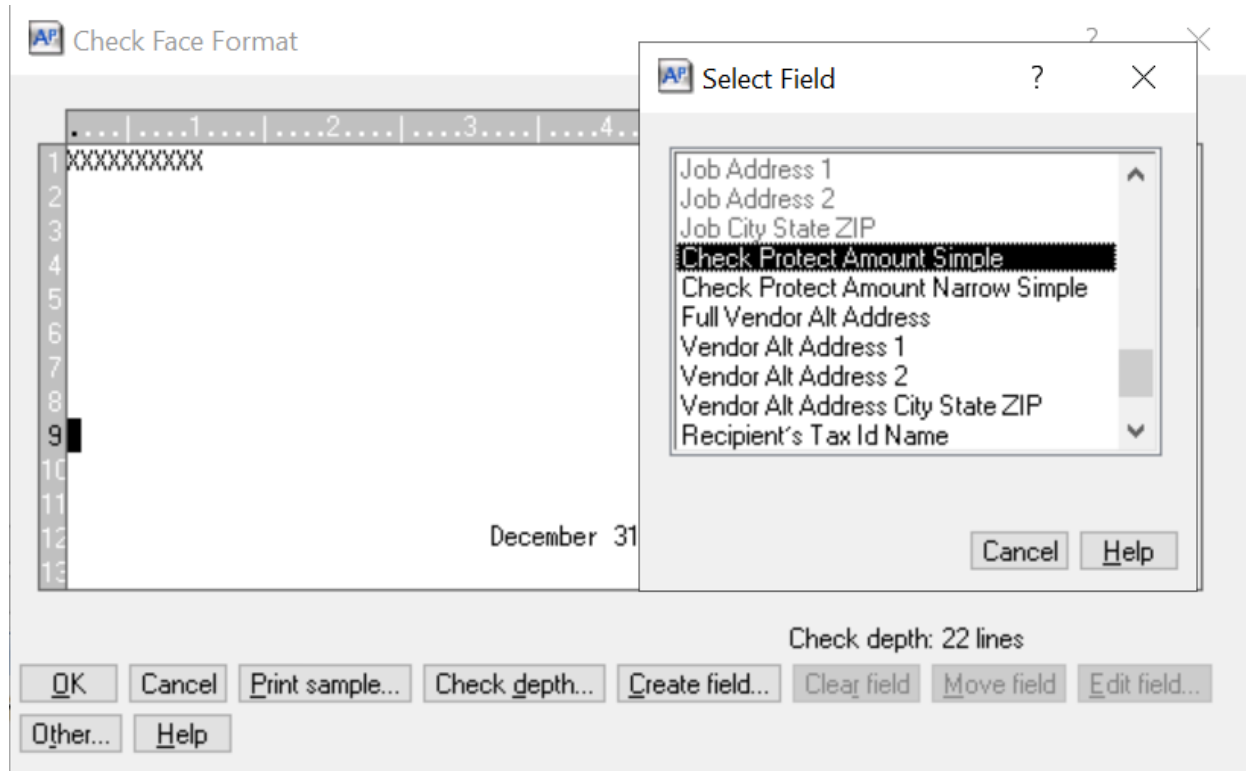 AP Check Face Format ?
AP Select Field ?
....|....1....|....2....|....3....|....4..
1 XXXXXXXXXX
2
3
4
5
6
7
8
9
10
11
12 December 31
13
Job Address 1
Job Address 2
Job City State ZIP
Check Protect Amount Simple
Check Protect Amount Narrow Simple
Full Vendor Alt Address
Vendor Alt Address 1
Vendor Alt Address 2
Vendor Alt Address City State ZIP
Recipient's Tax Id Name
Cancel Help
Check depth: 22 lines
OK Cancel Print sample... Check depth... Create field... Clear field Move field Edit field...
Other... Help